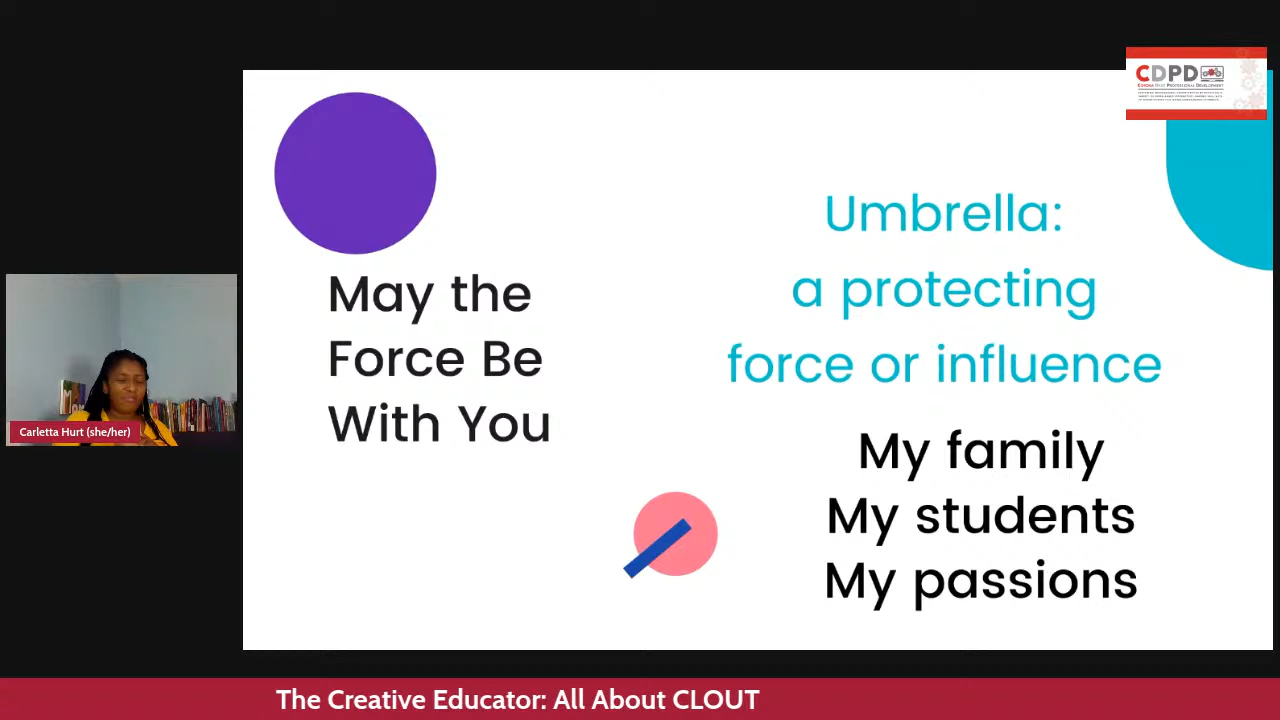 CDPD
May the
Force Be
With You
Umbrella:
a protecting
force or influence
My family
My students
My passions
Carletta Hurt (she/her)
The Creative Educator: All About CLOUT